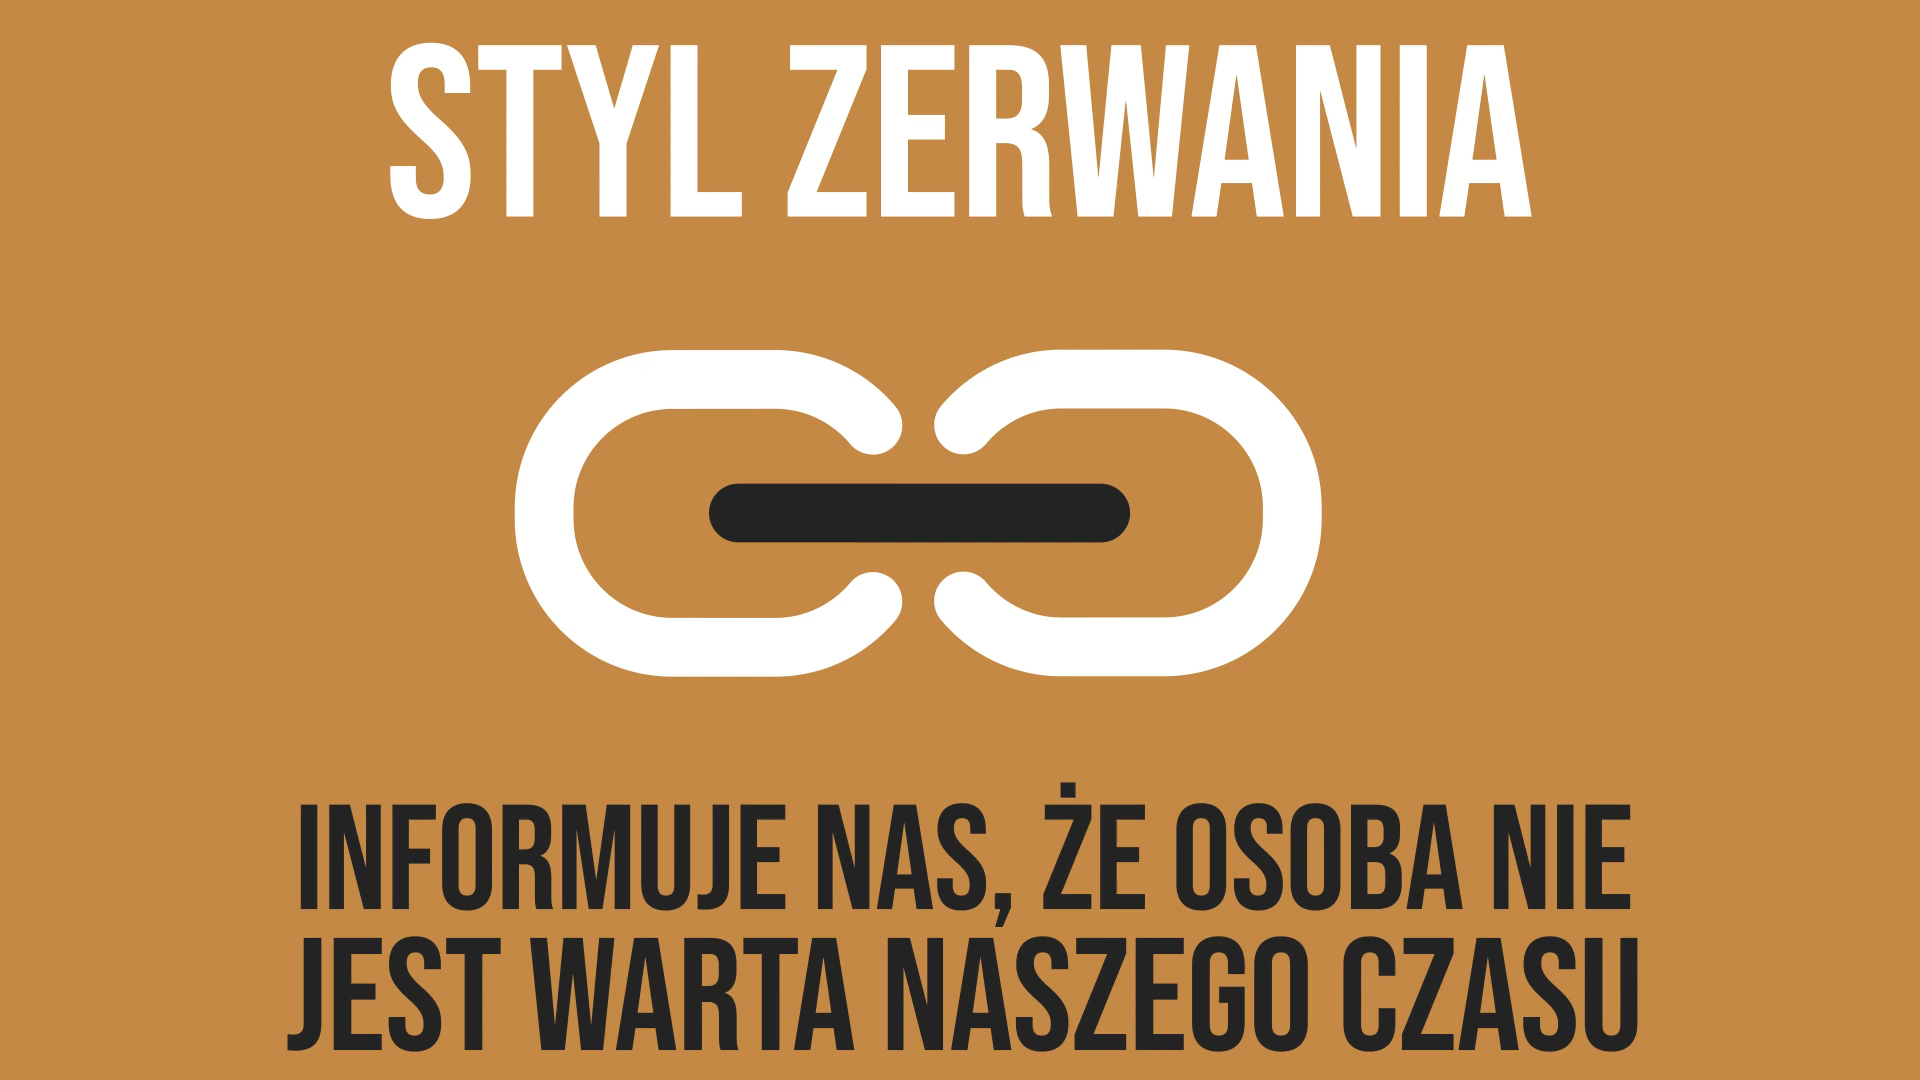 STYL ZERWANIA
INFORMUJE NAS, ŻE OSOBA NIE
JEST WARTA NASZEGO CZASU